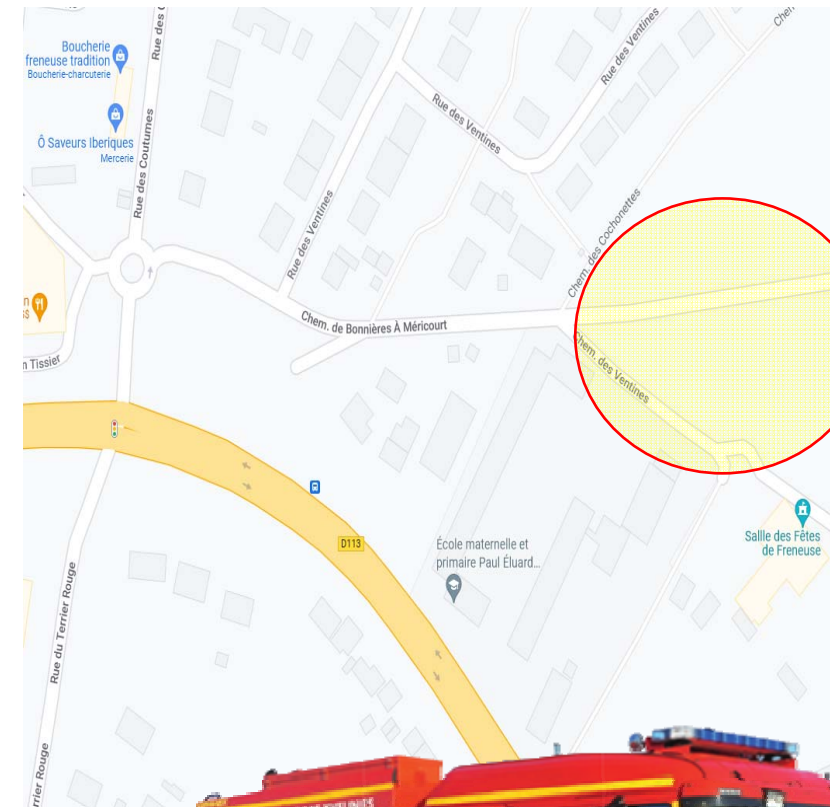 Boucherie
freneuse tradition
Boucherie-charcuterie
Ô Saveurs Iberiques
Mercerie
Rue des Coutumes
Rue des Ventines
Rue des Ventines
Rue des Ventines
Chem. des Cochonettes
Chem. de Bonnières À Méricourt
Chem. des Ventines
Tissier
D113
École maternelle et
primaire Paul Éluard...
Sallle des Fêtes
de Freneuse
Rue du Terrier Rouge
Rouge